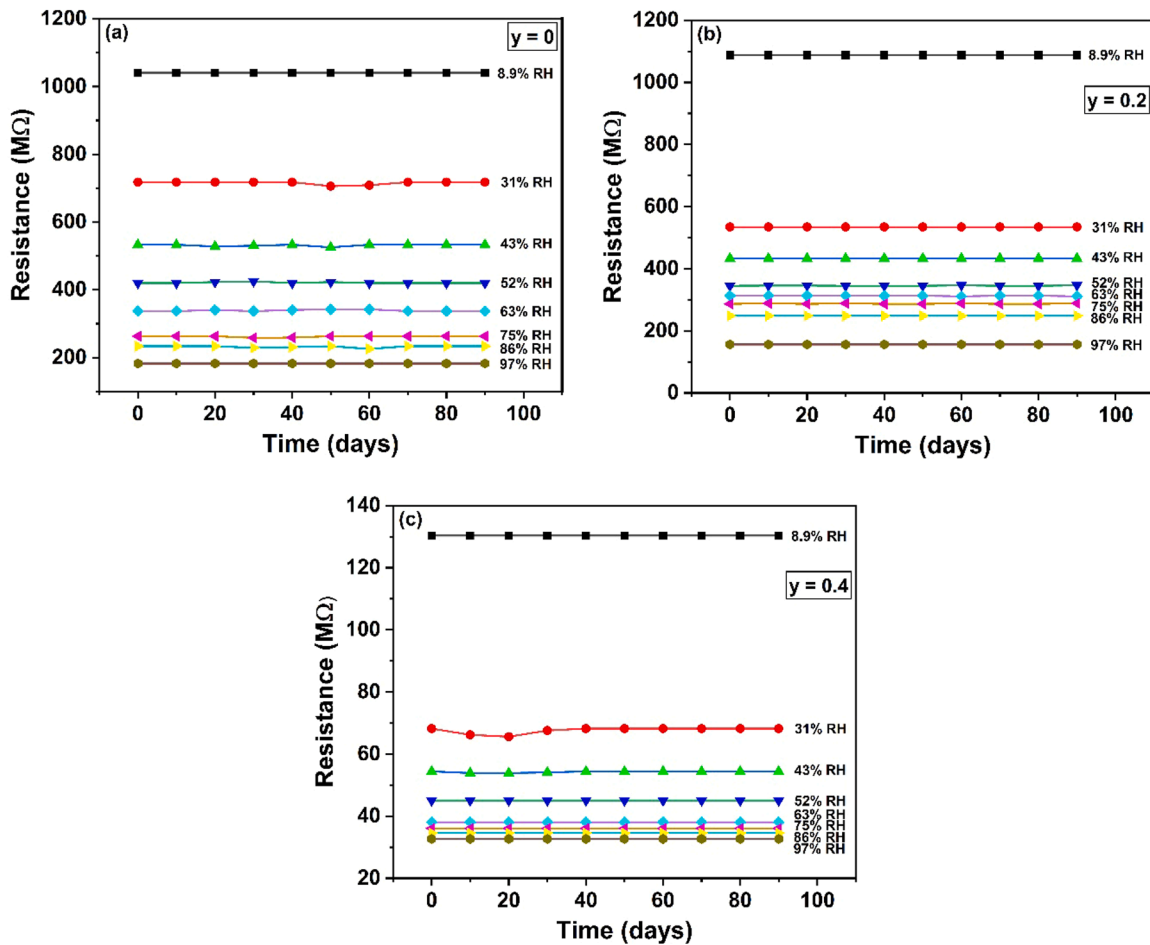 (a)
y = 0
1200
1000
800
600
400
200
8.9% RH
31% RH
43% RH
52% RH
63% RH
75% RH
86% RH
97% RH
0 20 40 60 80 100
Time (days)
Resistance (MΩ)
(b)
y = 0.2
1200
1000
800
600
400
200
0
8.9% RH
31% RH
43% RH
52% RH
63% RH
75% RH
86% RH
97% RH
0 20 40 60 80 100
Time (days)
Resistance (MΩ)
(c)
y = 0.4
140
120
100
80
60
40
20
8.9% RH
31% RH
43% RH
52% RH
63% RH
75% RH
86% RH
97% RH
0 20 40 60 80 100
Time (days)
Resistance (MΩ)